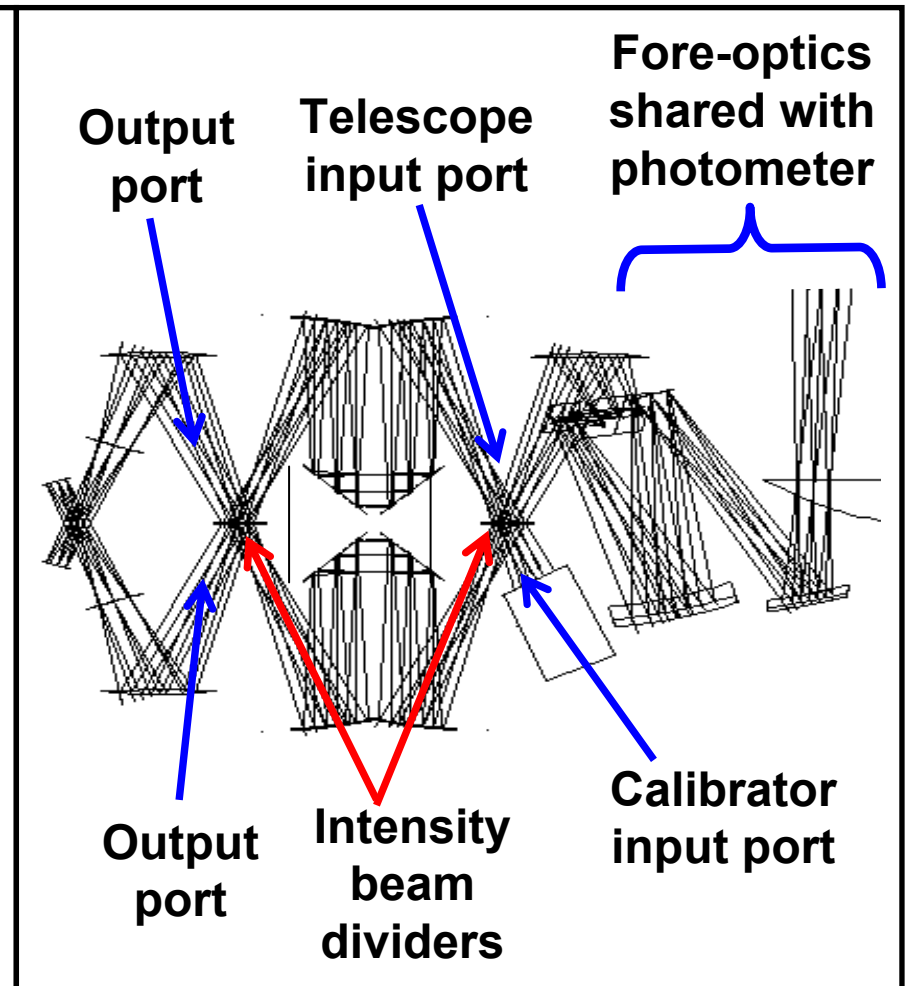 Output
port
Telescope
input port
Fore-optics
shared with
photometer
Output
port
Intensity
beam
dividers
Calibrator
input port